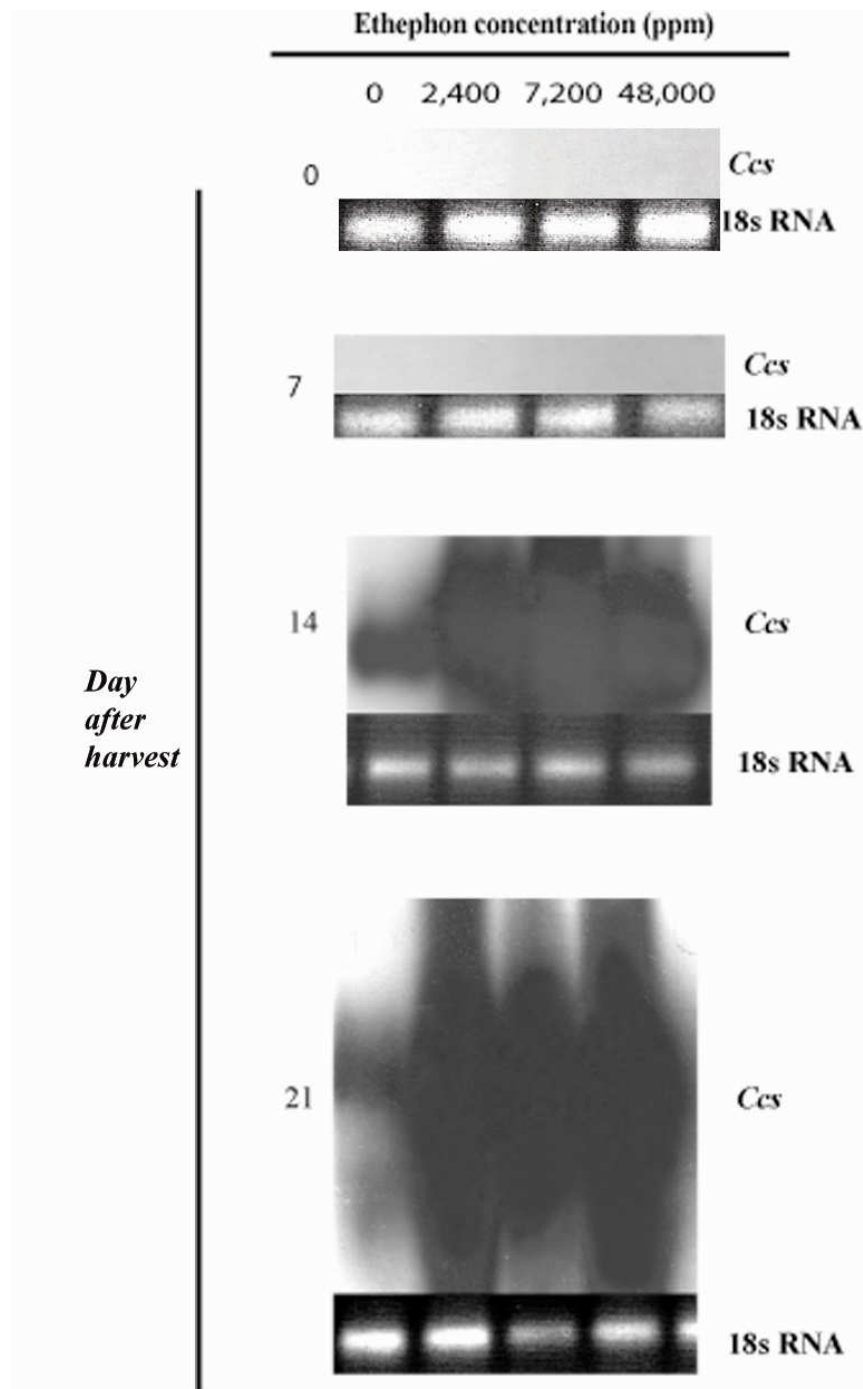 Ethephon concentration (ppm)
0 2,400 7,200 48,000
0
Ccs
18s RNA
7
Ccs
18s RNA
14
Ccs
18s RNA
Day
after
harvest
21
Ccs
18s RNA